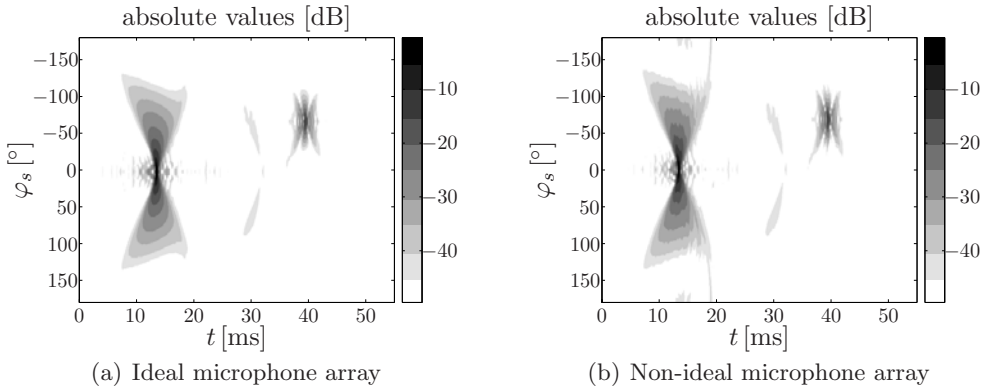 absolute values [dB]
−150
−100
−50
0
50
100
150
φs [°]
0 10 20 30 40 50
t [ms]
−10
−20
−30
−40
(a) Ideal microphone array
absolute values [dB]
−150
−100
−50
0
50
100
150
φs [°]
0 10 20 30 40 50
t [ms]
−10
−20
−30
−40
(b) Non-ideal microphone array